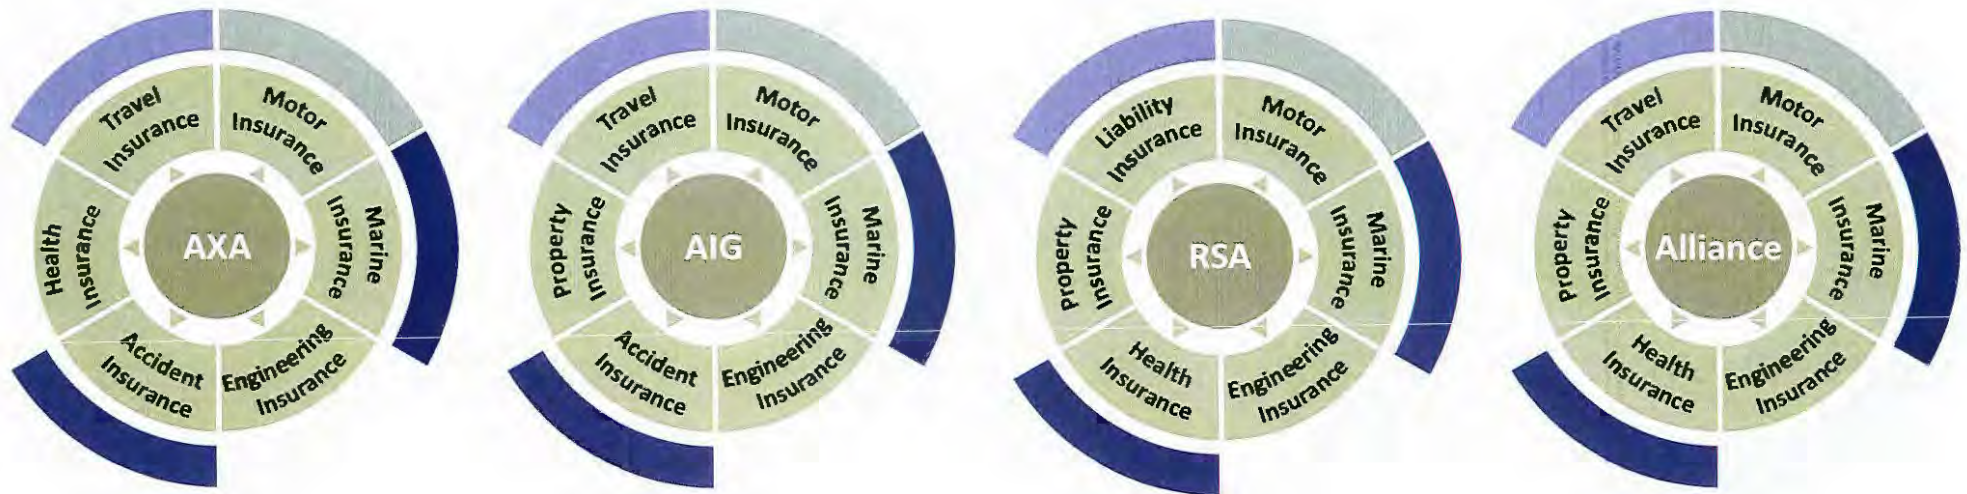 Travel
Insurance
Motor
Insurance
Marine
Insurance
Engineering
Insurance
Accident
Insurance
Health
Insurance
AXA
Travel
Insurance
Motor
Insurance
Marine
Insurance
Engineering
Insurance
Accident
Insurance
Property
Insurance
AIG
Liability
Insurance
Motor
Insurance
Marine
Insurance
Engineering
Insurance
Health
Insurance
Property
Insurance
RSA
Travel
Insurance
Motor
Insurance
Marine
Insurance
Engineering
Insurance
Health
Insurance
Property
Insurance
Alliance